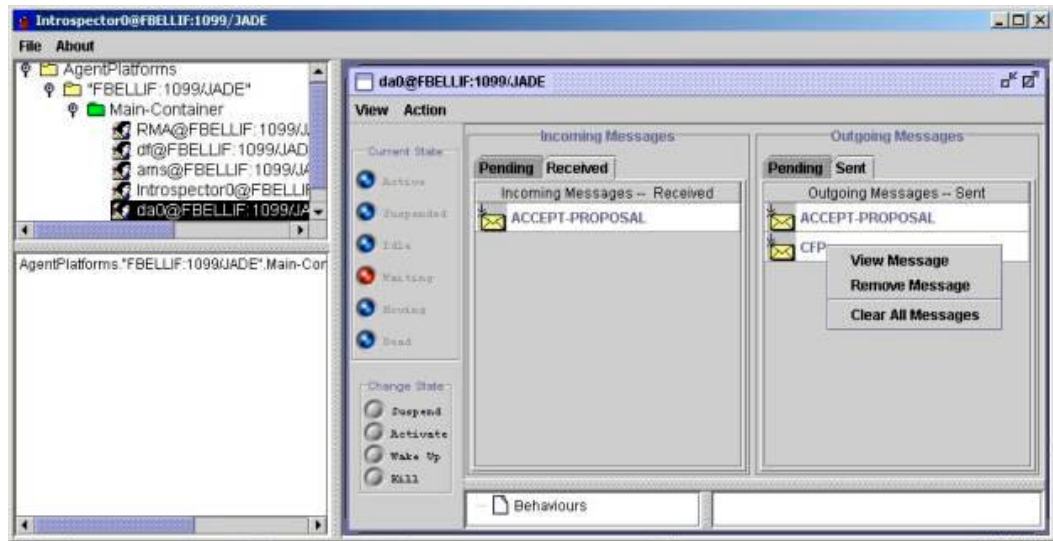 Introspector0@FBELLIF:1099/JADE
File About
AgentPlatforms
"FBELLIF:1099/JADE"
Main-Container
RMA@FBELLIF:1099/J
df@FBELLIF:1099/JAD
ams@FBELLIF:1099/JA
Introspector0@FBELLIF
da0@FBELLIF:1099/JA
AgentPlatforms."FBELLIF:1099/JADE".Main-Con
da0@FBELLIF:1099/JADE
View Action
Current State
Active
Suspended
Idle
Waiting
Moving
Dead
Change State
Suspend
Activate
Wake Up
Kill
Incoming Messages
Pending Received
Incoming Messages -- Received
ACCEPT-PROPOSAL
Outgoing Messages
Pending Sent
Outgoing Messages -- Sent
ACCEPT-PROPOSAL
CFP
View Message
Remove Message
Clear All Messages
Behaviours